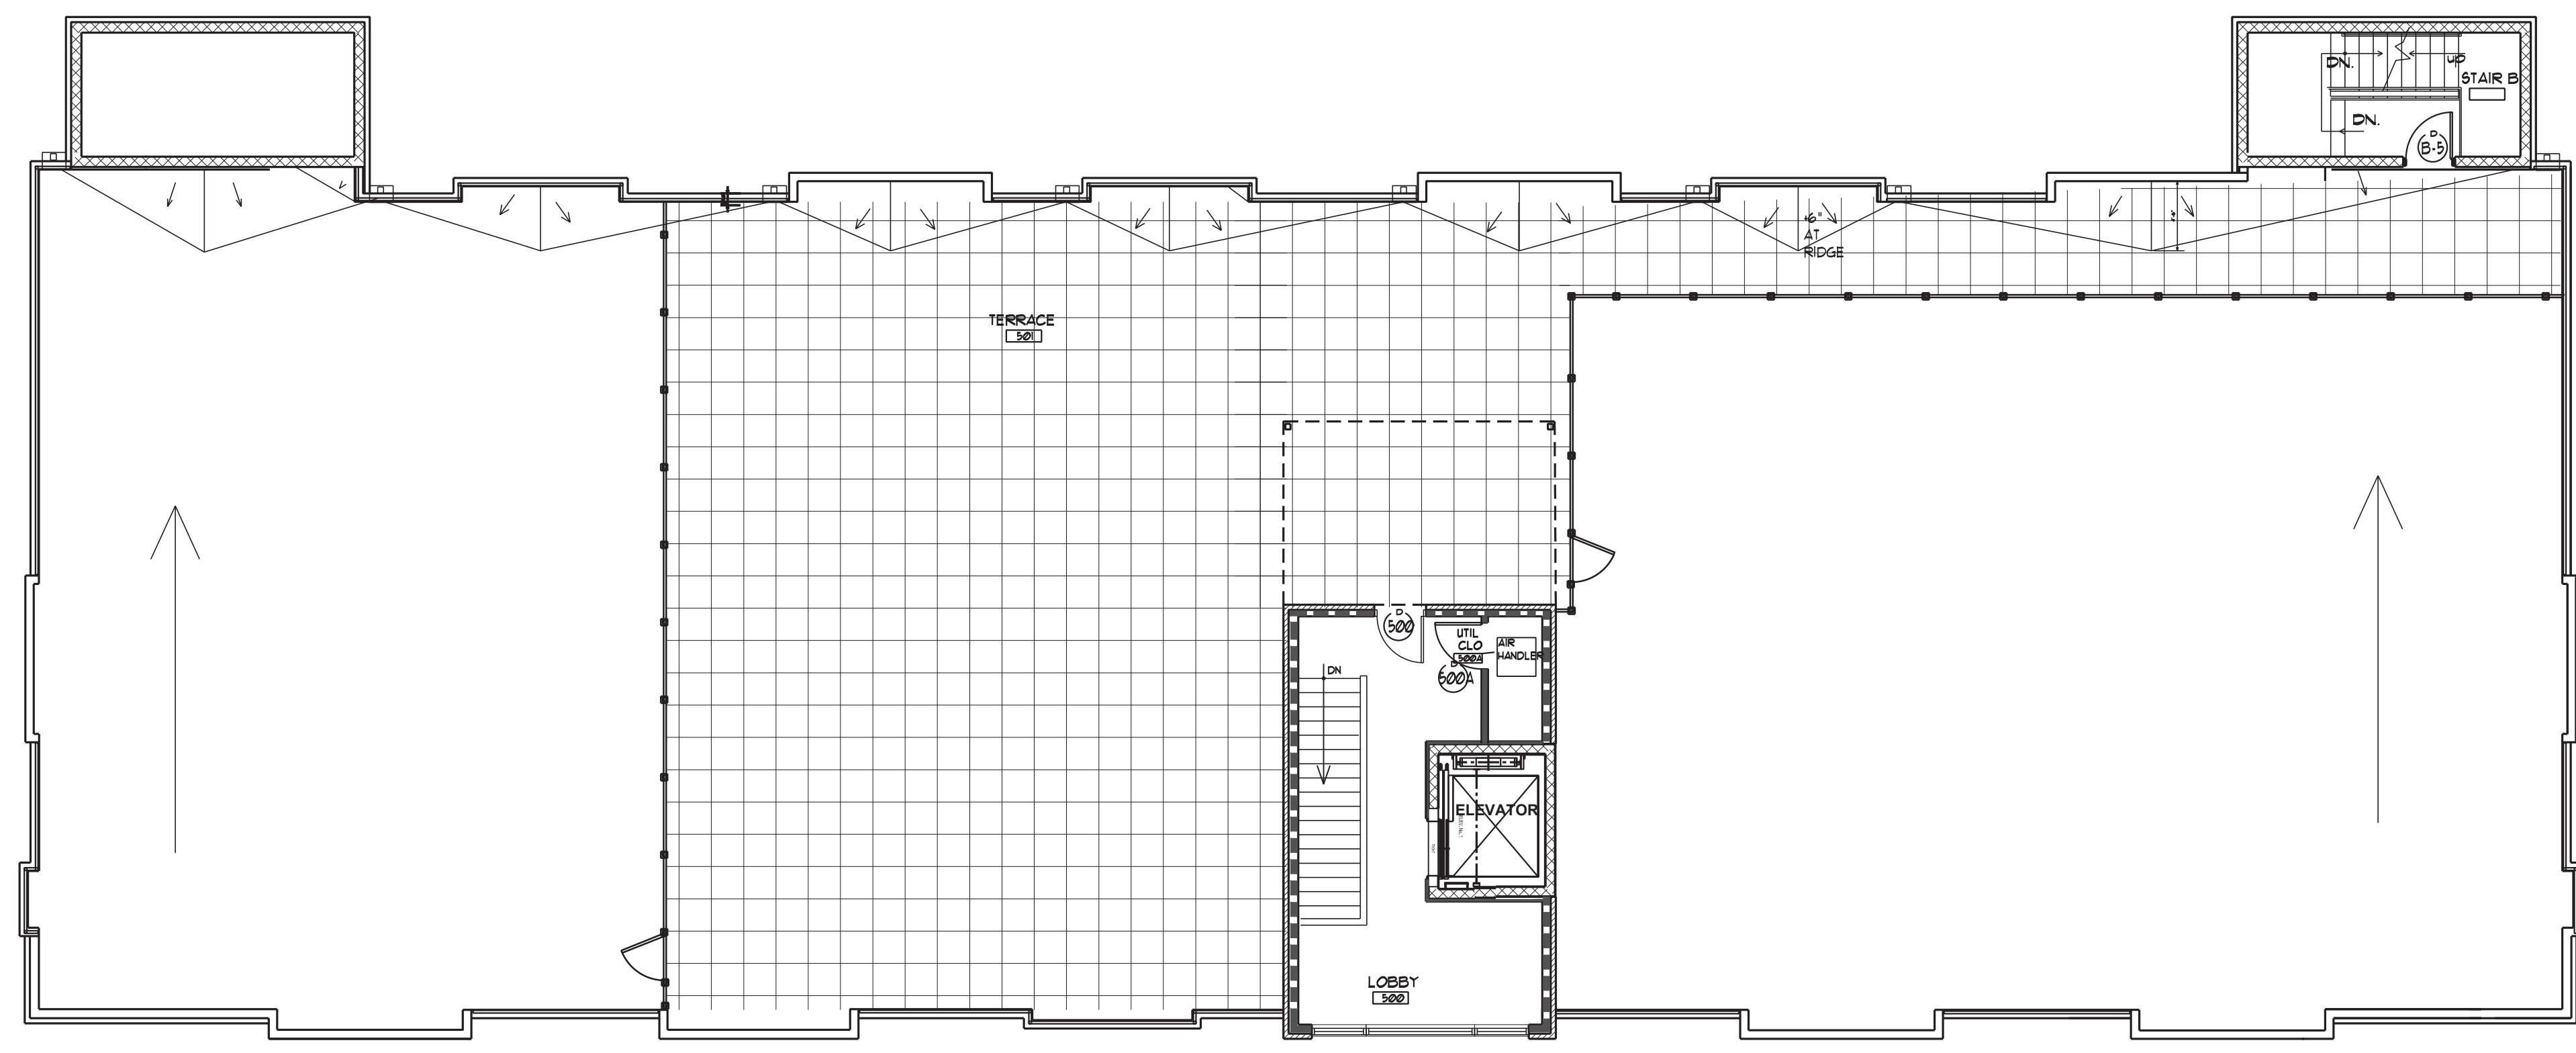 DN.
UP
STAIR B
DN.
D
B-5
+6"
AT
RIDGE
TERRACE
501
D
500
UTIL
CLO
500A
AIR
HANDLER
D
500A
DN
ELEVATOR
LOBBY
500